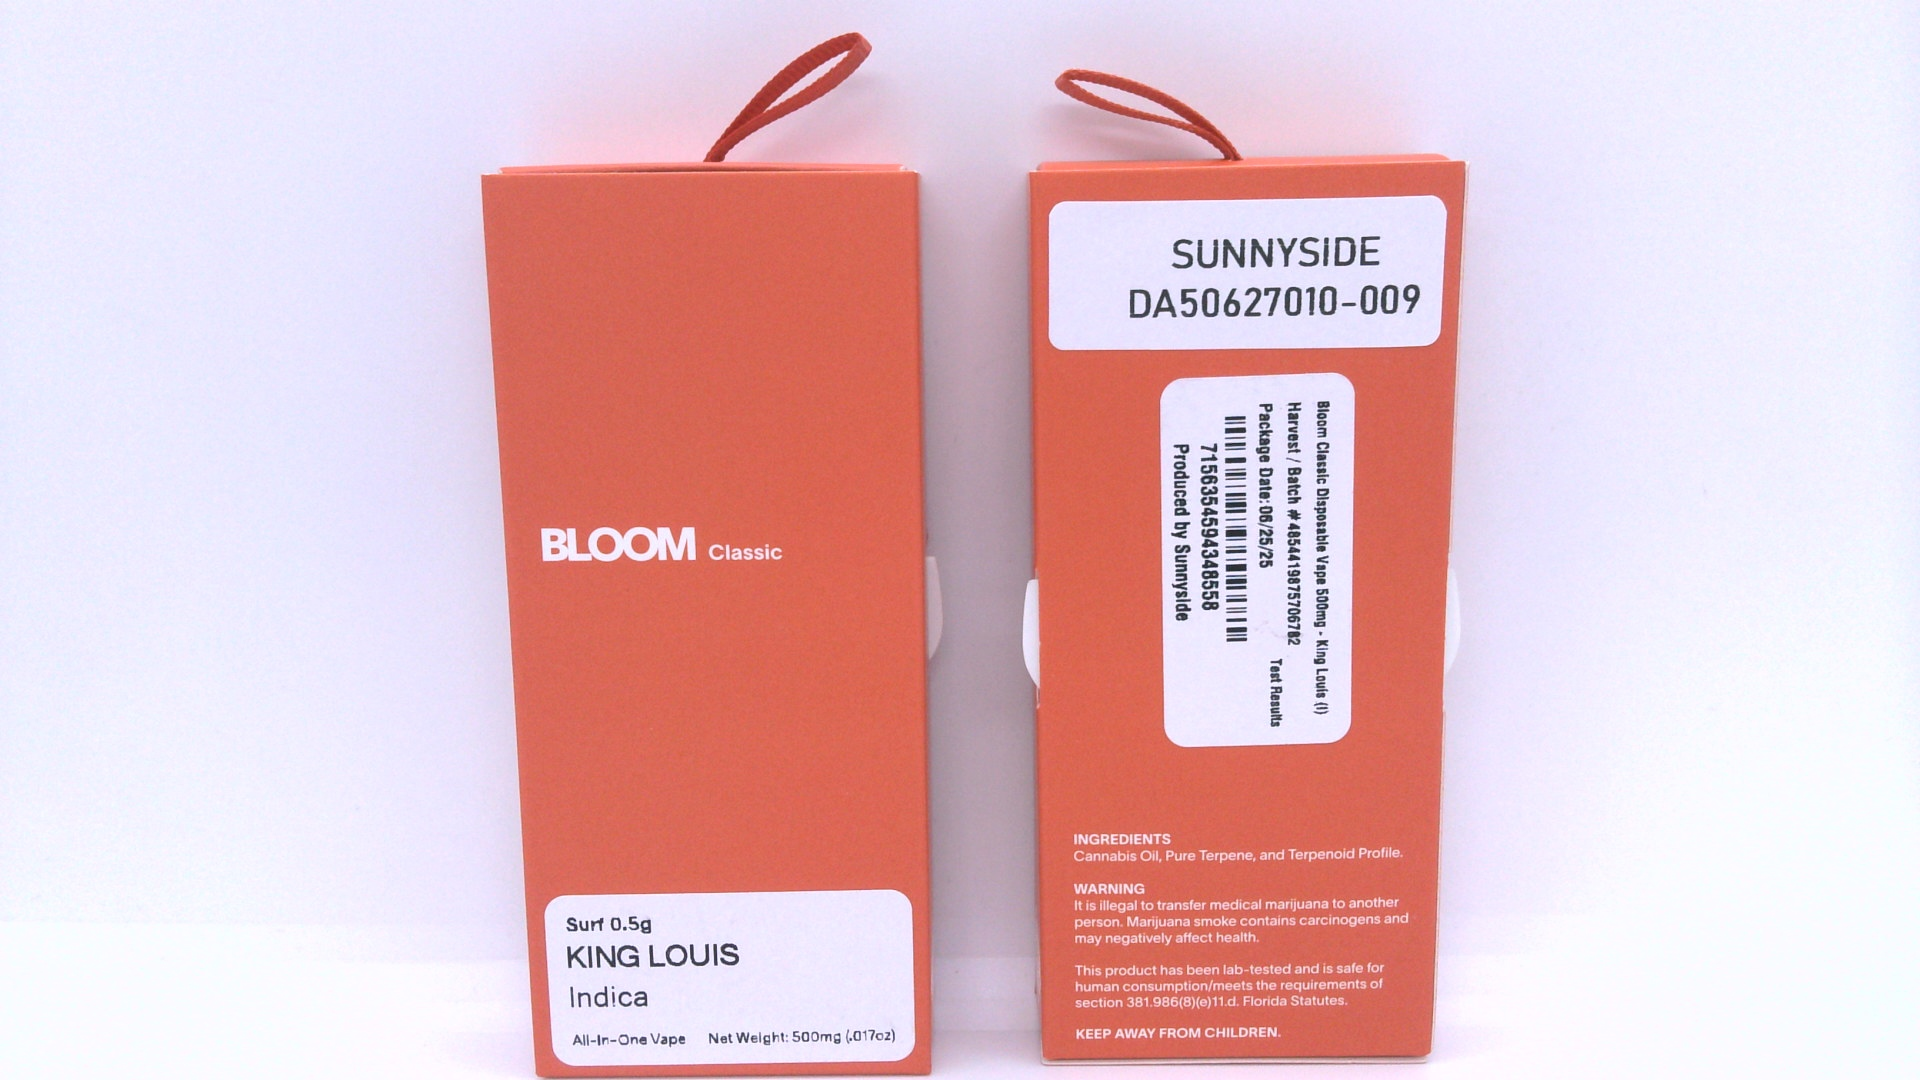 BLOOM Classic
Surf 0.5g
KING LOUIS
Indica
All-In-One Vape Net Weight: 500mg (.017oz)
SUNNYSIDE
DA50627010-009
Bloom Classic Disposable Vape 500mg - King Louis (I)
Harvest / Batch # 4854419875706782
Package Date: 06/25/25
Test Results
7156354594348558
Produced by Sunnyside
INGREDIENTS
Cannabis Oil, Pure Terpene, and Terpenoid Profile.
WARNING
It is illegal to transfer medical marijuana to another
person. Marijuana smoke contains carcinogens and
may negatively affect health.
This product has been lab-tested and is safe for
human consumption/meets the requirements of
section 381.986(8)(e)11.d. Florida Statutes.
KEEP AWAY FROM CHILDREN.